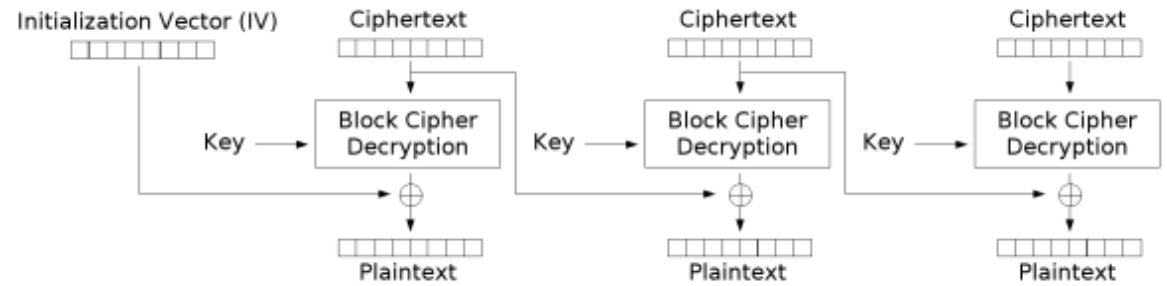 Initialization Vector (IV)
Ciphertext
Ciphertext
Ciphertext
Key
Block Cipher
Decryption
Key
Block Cipher
Decryption
Key
Block Cipher
Decryption
Plaintext
Plaintext
Plaintext